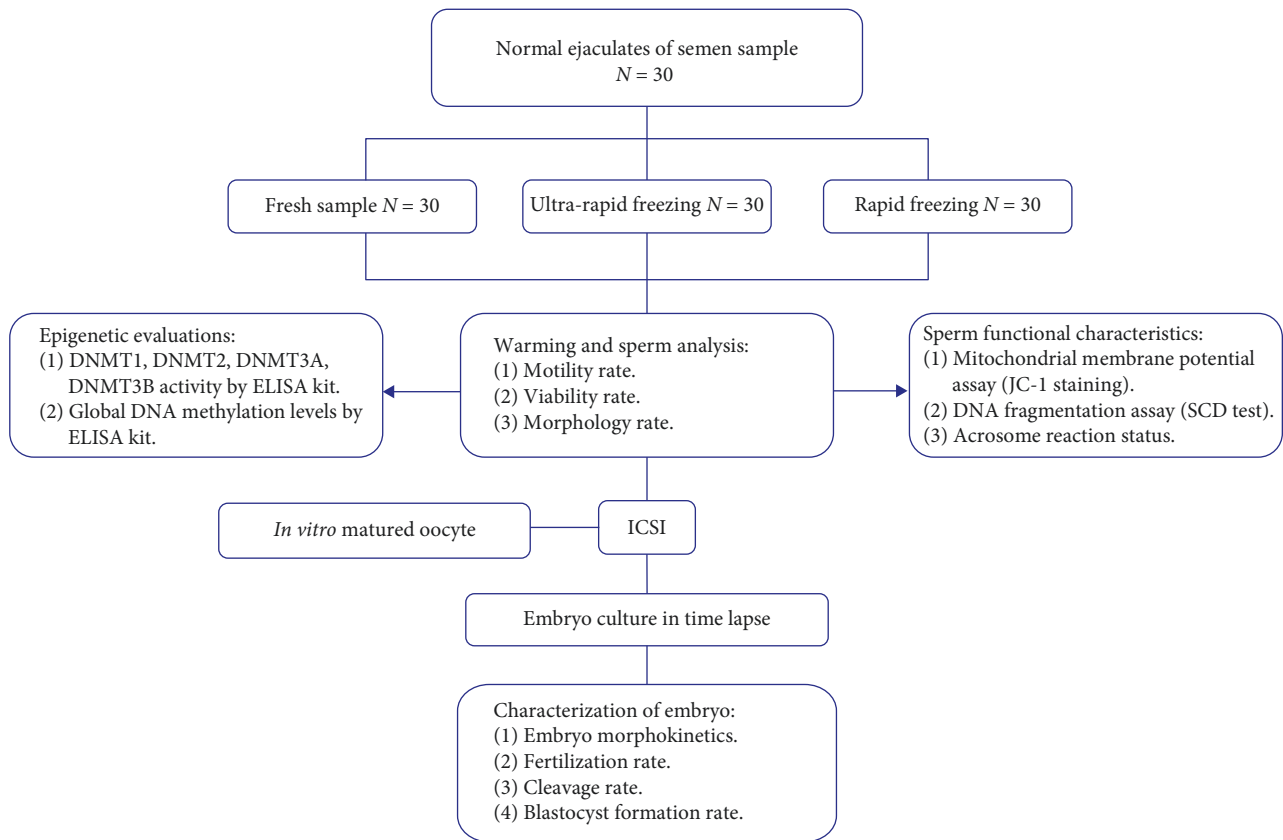 Normal ejaculates of semen sample
N = 30
Fresh sample N = 30
Ultra-rapid freezing N = 30
Rapid freezing N = 30
Epigenetic evaluations:
(1) DNMT1, DNMT2, DNMT3A,
DNMT3B activity by ELISA kit.
(2) Global DNA methylation levels by
ELISA kit.
Warming and sperm analysis:
(1) Motility rate.
(2) Viability rate.
(3) Morphology rate.
Sperm functional characteristics:
(1) Mitochondrial membrane potential
assay (JC-1 staining).
(2) DNA fragmentation assay (SCD test).
(3) Acrosome reaction status.
In vitro matured oocyte
ICSI
Embryo culture in time lapse
Characterization of embryo:
(1) Embryo morphokinetics.
(2) Fertilization rate.
(3) Cleavage rate.
(4) Blastocyst formation rate.